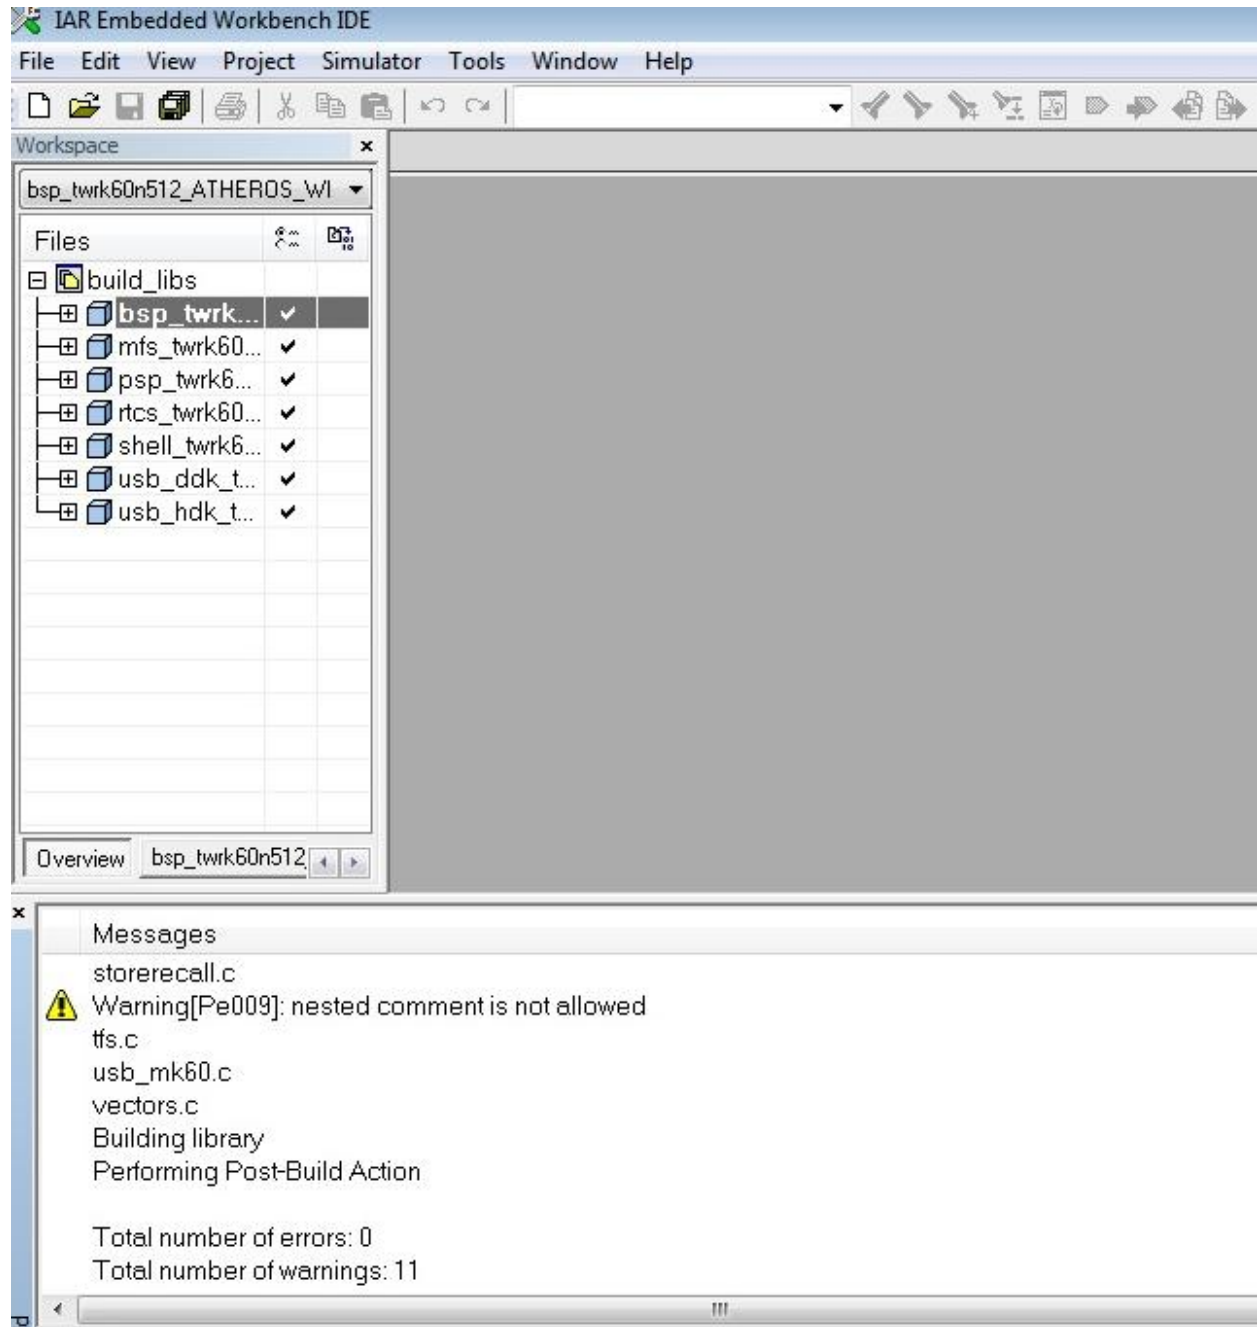 IAR Embedded Workbench IDE
File Edit View Project Simulator Tools Window Help
Workspace
bsp_twrk60n512_ATHEROS_WI
Files
build_libs
bsp_twrk...
mfs_twrk60...
psp_twrk6...
rtcs_twrk60...
shell_twrk6...
usb_ddk_t...
usb_hdk_t...
Overview bsp_twrk60n512
Messages
storerecall.c
Warning[Pe009]: nested comment is not allowed
tfs.c
usb_mk60.c
vectors.c
Building library
Performing Post-Build Action
Total number of errors: 0
Total number of warnings: 11